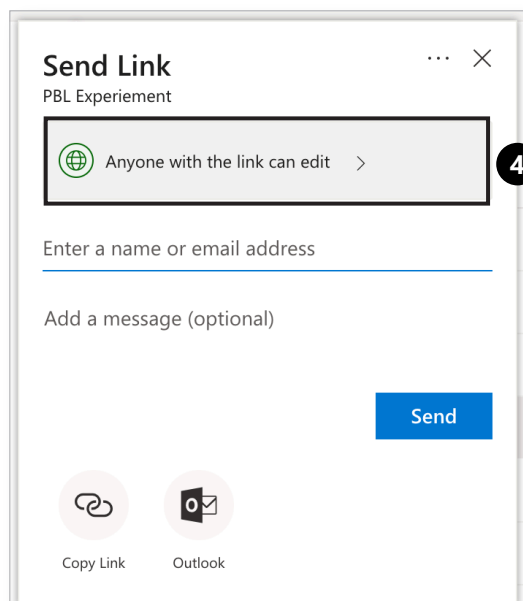 Send Link
PBL Experiement
Anyone with the link can edit
4
Enter a name or email address
Add a message (optional)
Send
Copy Link
Outlook